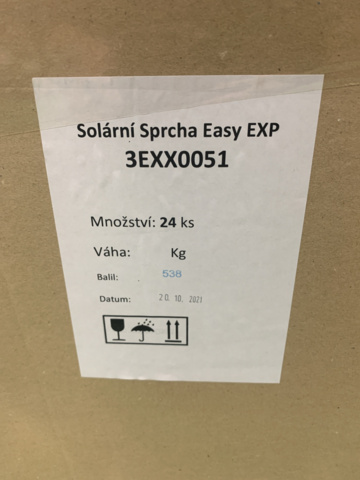 Solární Sprcha Easy EXP
3EXX0051
Množství: 24 ks
Váha: Kg
Balil: 538
Datum: 20. 10. 2021